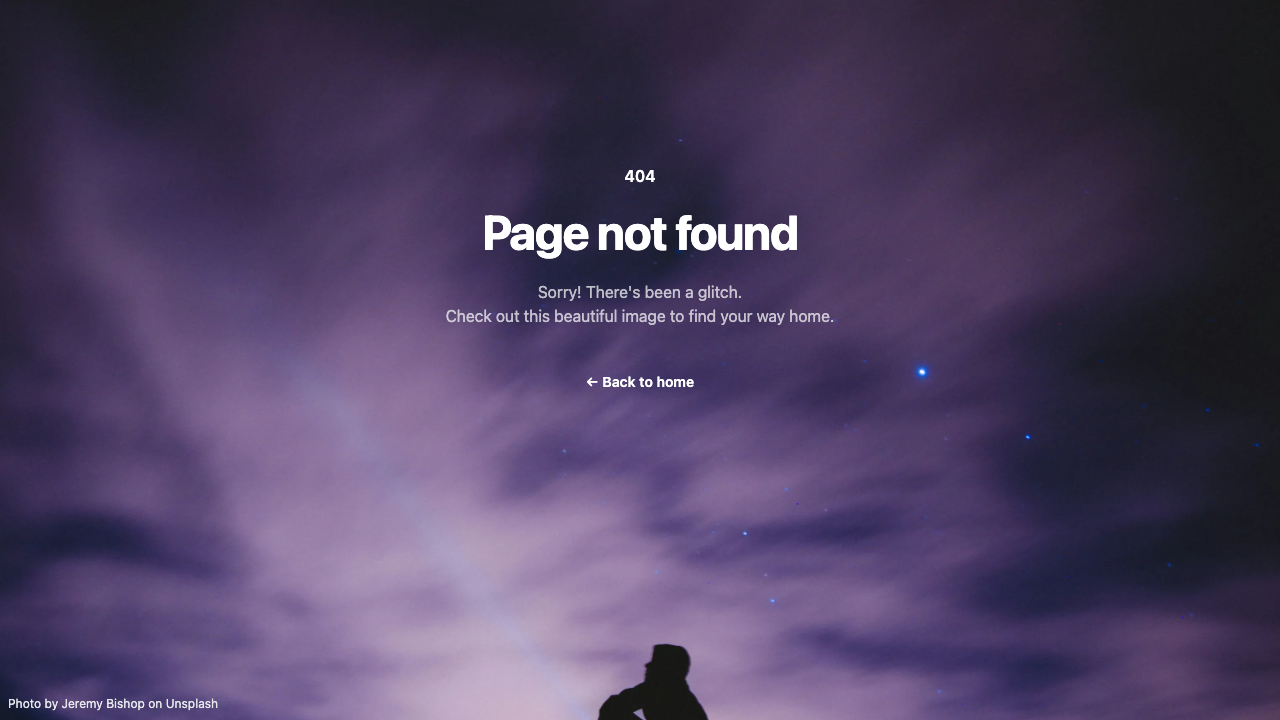 404
Page not found
Sorry! There's been a glitch.
Check out this beautiful image to find your way home.
← Back to home
Photo by Jeremy Bishop on Unsplash